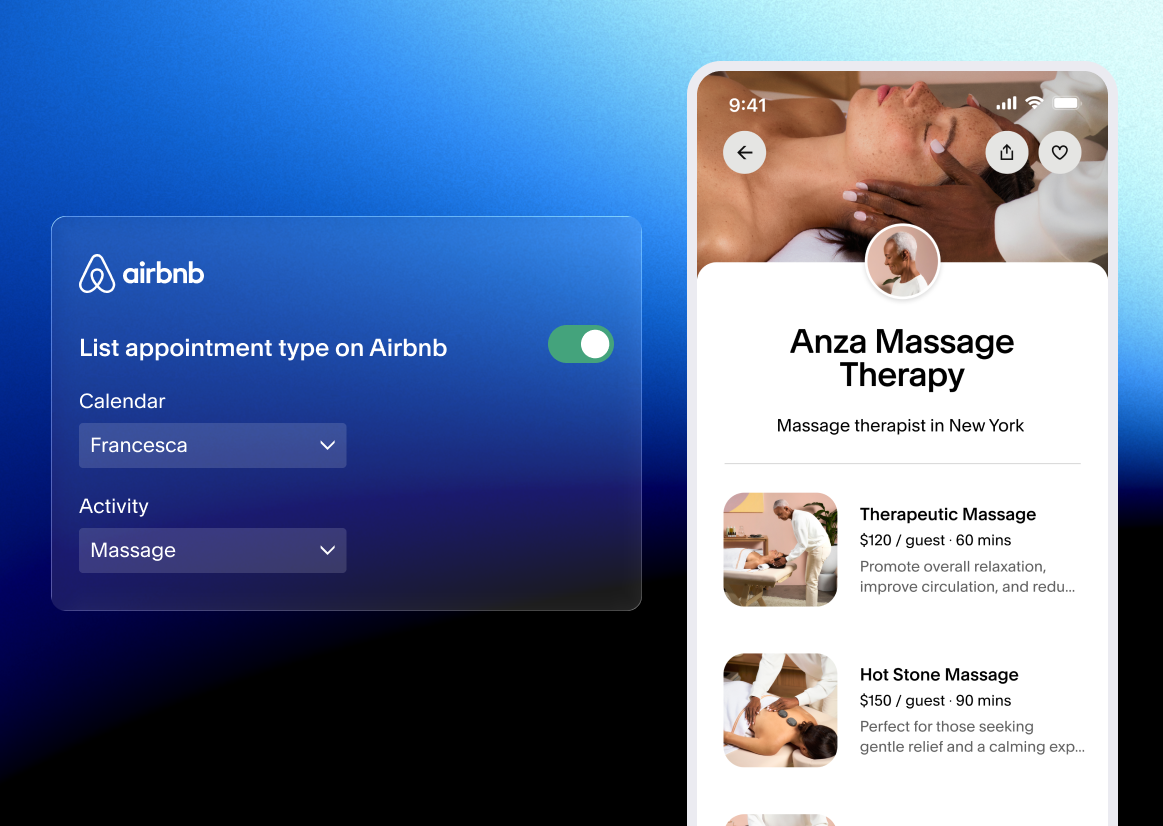 airbnb
List appointment type on Airbnb
Calendar
Francesca
Activity
Massage
9:41
Anza Massage
Therapy
Massage therapist in New York
Therapeutic Massage
$120 / guest · 60 mins
Promote overall relaxation,
improve circulation, and redu...
Hot Stone Massage
$150 / guest · 90 mins
Perfect for those seeking
gentle relief and a calming exp...